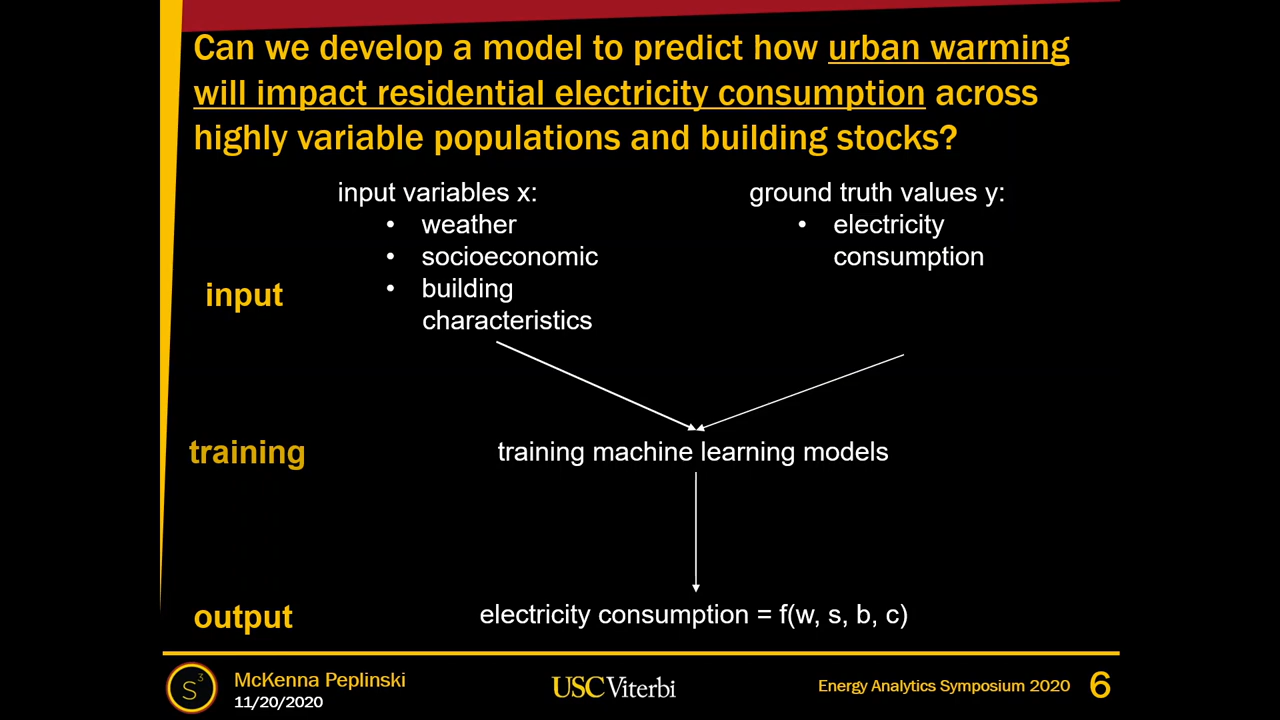 Can we develop a model to predict how urban warming
will impact residential electricity consumption across
highly variable populations and building stocks?
input variables x:
• weather
• socioeconomic
• building
characteristics
ground truth values y:
• electricity
consumption
input
training
training machine learning models
output
electricity consumption = f(w, s, b, c)
S3
McKenna Peplinski
11/20/2020
USC Viterbi
Energy Analytics Symposium 2020
6